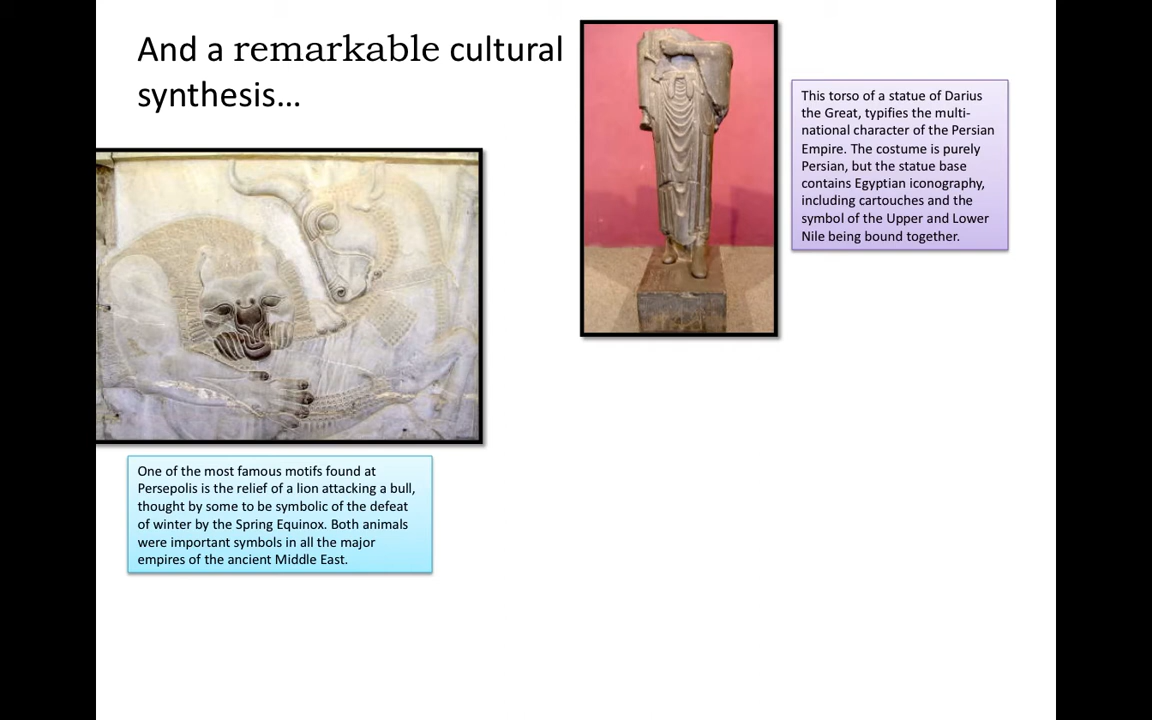 And a remarkable cultural
synthesis…
This torso of a statue of Darius
the Great, typifies the multi-
national character of the Persian
Empire. The costume is purely
Persian, but the statue base
contains Egyptian iconography,
including cartouches and the
symbol of the Upper and Lower
Nile being bound together.
One of the most famous motifs found at
Persepolis is the relief of a lion attacking a bull,
thought by some to be symbolic of the defeat
of winter by the Spring Equinox. Both animals
were important symbols in all the major
empires of the ancient Middle East.